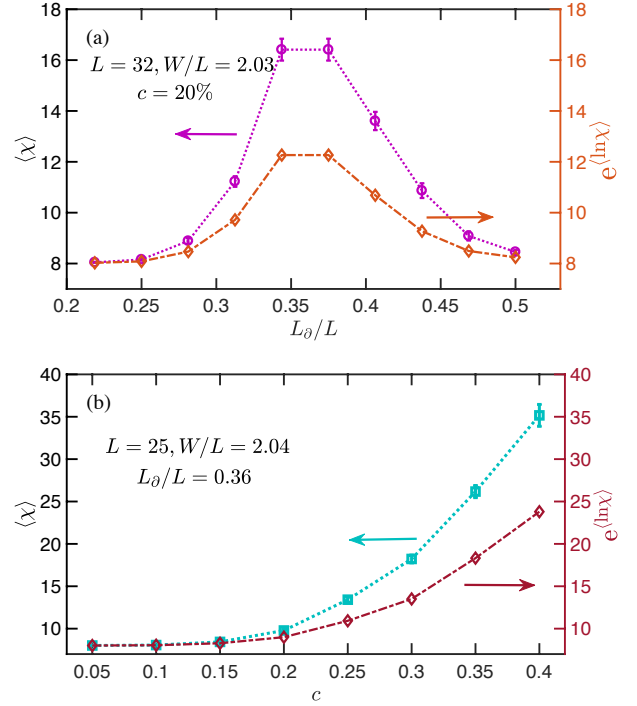 (a)
L = 32, W/L = 2.03
c = 20%
⟨χ⟩
18
16
14
12
10
8
e^⟨ln χ⟩
18
16
14
12
10
8
0.2 0.25 0.3 0.35 0.4 0.45 0.5
L∂/L
(b)
L = 25, W/L = 2.04
L∂/L = 0.36
⟨χ⟩
40
35
30
25
20
15
10
e^⟨ln χ⟩
40
35
30
25
20
15
10
0.05 0.1 0.15 0.2 0.25 0.3 0.35 0.4
c